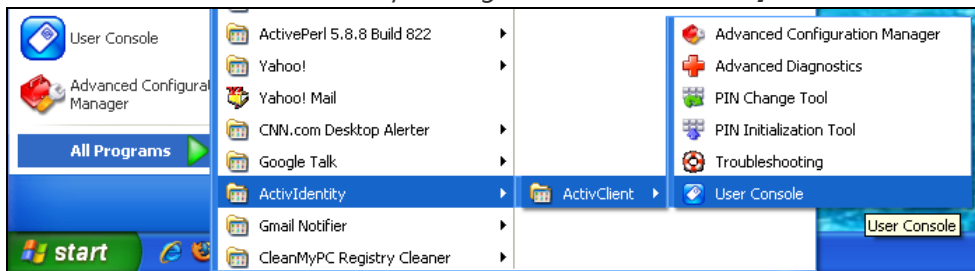 User Console
Advanced Configurat
Manager
All Programs
start
ActivePerl 5.8.8 Build 822
Yahoo!
Yahoo! Mail
CNN.com Desktop Alerter
Google Talk
ActivIdentity
Gmail Notifier
CleanMyPC Registry Cleaner
ActivClient
Advanced Configuration Manager
Advanced Diagnostics
PIN Change Tool
PIN Initialization Tool
Troubleshooting
User Console
User Console